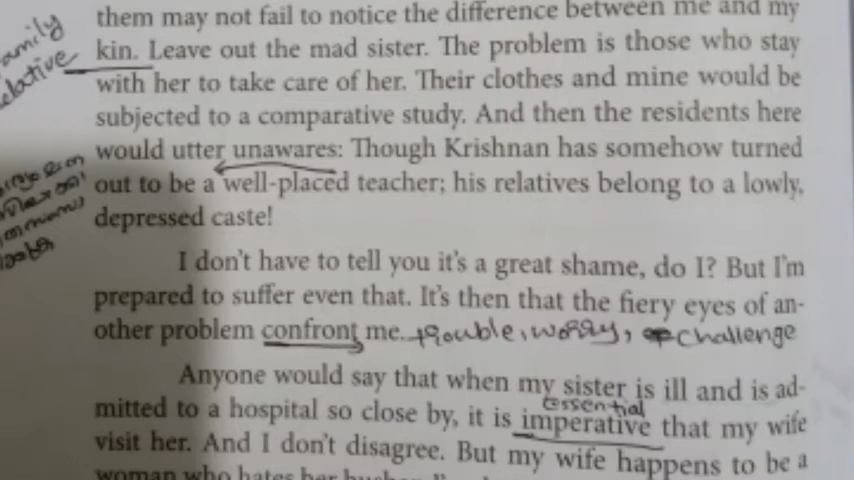 family
relative
them may not fail to notice the difference between me and my
kin. Leave out the mad sister. The problem is those who stay
with her to take care of her. Their clothes and mine would be
subjected to a comparative study. And then the residents here
would utter unawares: Though Krishnan has somehow turned
out to be a well-placed teacher; his relatives belong to a lowly,
depressed caste!
I don't have to tell you it's a great shame, do I? But I'm
prepared to suffer even that. It's then that the fiery eyes of an-
other problem confront me. trouble, worry, challenge
Anyone would say that when my sister is ill and is ad-
essential
mitted to a hospital so close by, it is imperative that my wife
visit her. And I don't disagree. But my wife happens to be a
woman who hates her